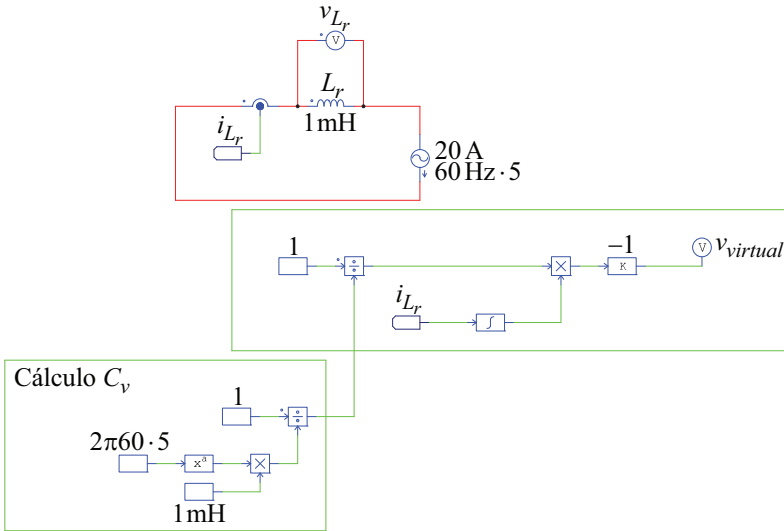 v_{L_r}
V
L_r
1mH
i_{L_r}
20 A
60 Hz · 5
1
÷
×
−1
K
V
v_{virtual}
i_{L_r}
∫
Cálculo C_v
1
÷
2π60 · 5
x^a
×
1mH